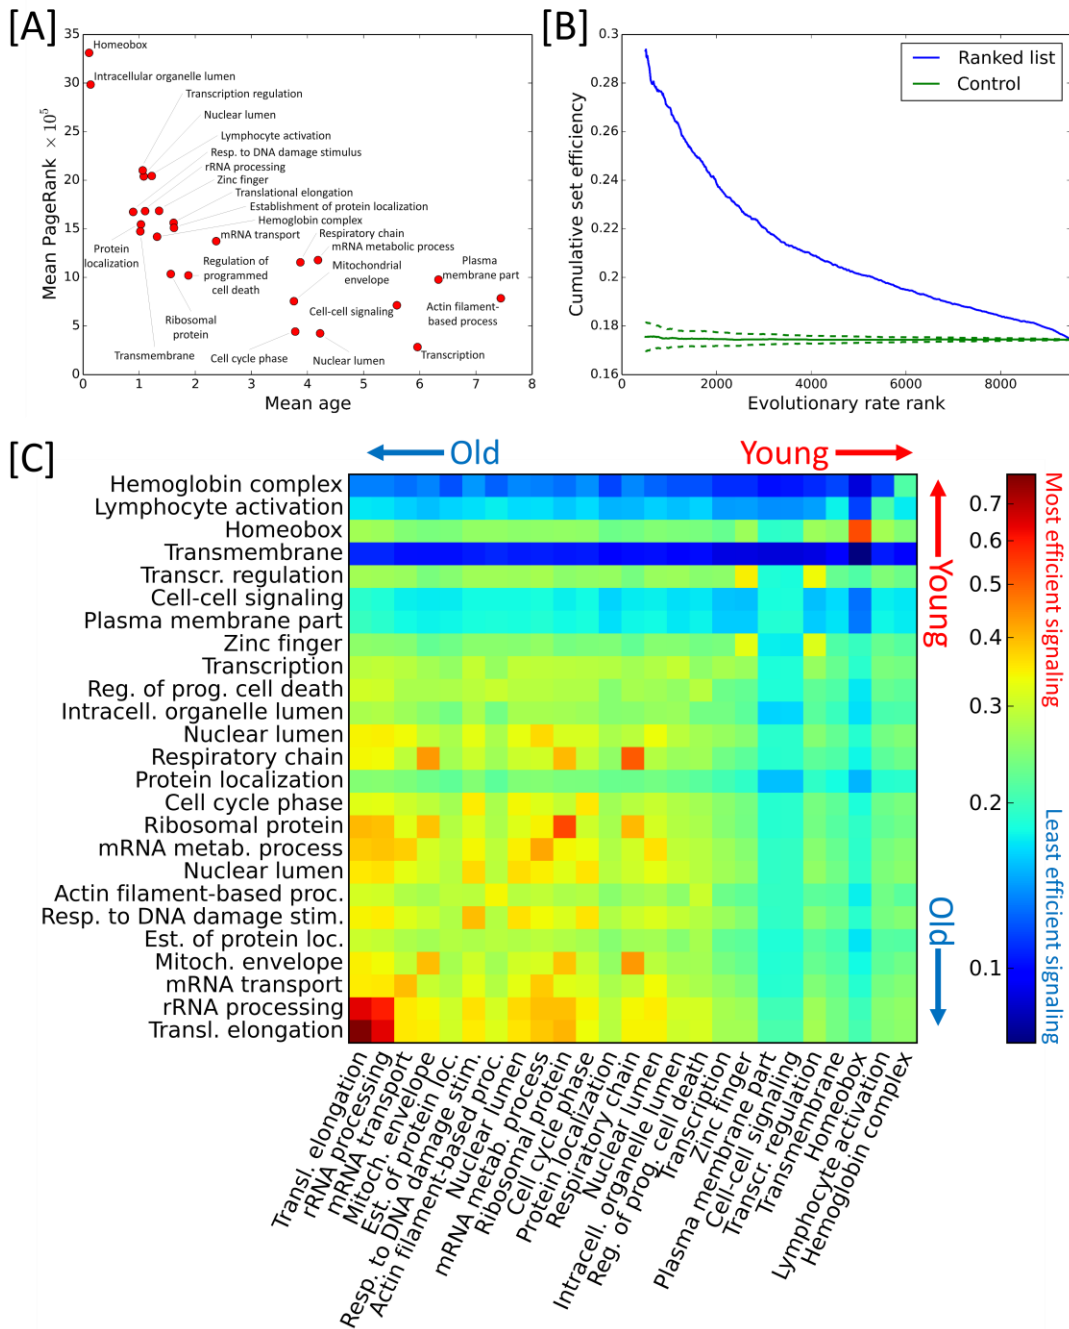 [A]
35
30
25
20
15
10
5
0
Mean PageRank × 10⁵
Homeobox
Intracellular organelle lumen
Transcription regulation
Nuclear lumen
Lymphocyte activation
Resp. to DNA damage stimulus
rRNA processing
Zinc finger
Translational elongation
Establishment of protein localization
Hemoglobin complex
mRNA transport
Respiratory chain
mRNA metabolic process
Protein
localization
Regulation of
programmed
cell death
Mitochondrial
envelope
Plasma
membrane part
Cell-cell signaling
Actin filament-
based process
Ribosomal
protein
Transmembrane
Cell cycle phase
Nuclear lumen
Transcription
0 1 2 3 4 5 6 7 8
Mean age
[B]
0.3
0.28
0.26
0.24
0.22
0.2
0.18
0.16
Cumulative set efficiency
Ranked list
Control
0 2000 4000 6000 8000
Evolutionary rate rank
[C]
Old
Young
Hemoglobin complex
Lymphocyte activation
Homeobox
Transmembrane
Transcr. regulation
Cell-cell signaling
Plasma membrane part
Zinc finger
Transcription
Reg. of prog. cell death
Intracell. organelle lumen
Nuclear lumen
Respiratory chain
Protein localization
Cell cycle phase
Ribosomal protein
mRNA metab. process
Nuclear lumen
Actin filament-based proc.
Resp. to DNA damage stim.
Est. of protein loc.
Mitoch. envelope
mRNA transport
rRNA processing
Transl. elongation
Young
Old
0.7
0.6
0.5
0.4
0.3
0.2
0.1
Most efficient signaling
Least efficient signaling
Transl. elongation
rRNA processing
mRNA transport
Mitoch. envelope
Est. of protein loc.
Resp. to DNA damage stim.
Actin filament-based proc.
Nuclear lumen
mRNA metab. process
Ribosomal protein
Cell cycle phase
Protein localization
Respiratory chain
Nuclear lumen
Intracell. organelle lumen
Reg. of prog. cell death
Transcription
Zinc finger
Plasma membrane part
Cell-cell signaling
Transcr. regulation
Transmembrane
Homeobox
Lymphocyte activation
Hemoglobin complex